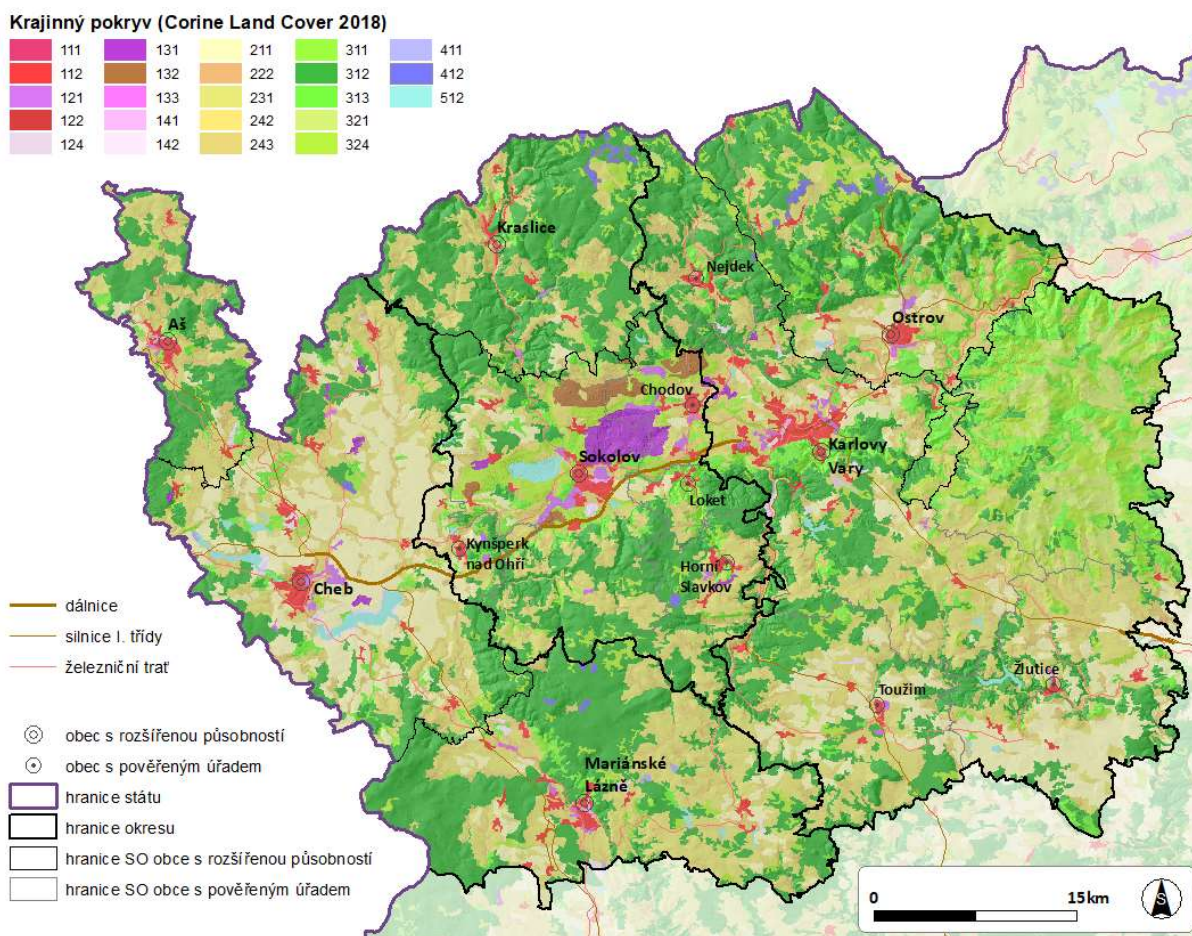 Krajinný pokryv (Corine Land Cover 2018)
111 131 211 311 411
112 132 222 312 412
121 133 231 313 512
122 141 242 321
124 142 243 324
Kraslice
Nejdek
Aš
Ostrov
Chodov
Karlovy
Vary
Sokolov
Loket
Kynšperk
nad Ohří
Horní
Slavkov
Cheb
dálnice
silnice I. třídy
železniční trať
Žlutice
Toužim
obec s rozšířenou působností
obec s pověřeným úřadem
Mariánské
Lázně
hranice státu
hranice okresu
hranice SO obce s rozšířenou působností
hranice SO obce s pověřeným úřadem
0 15km
S